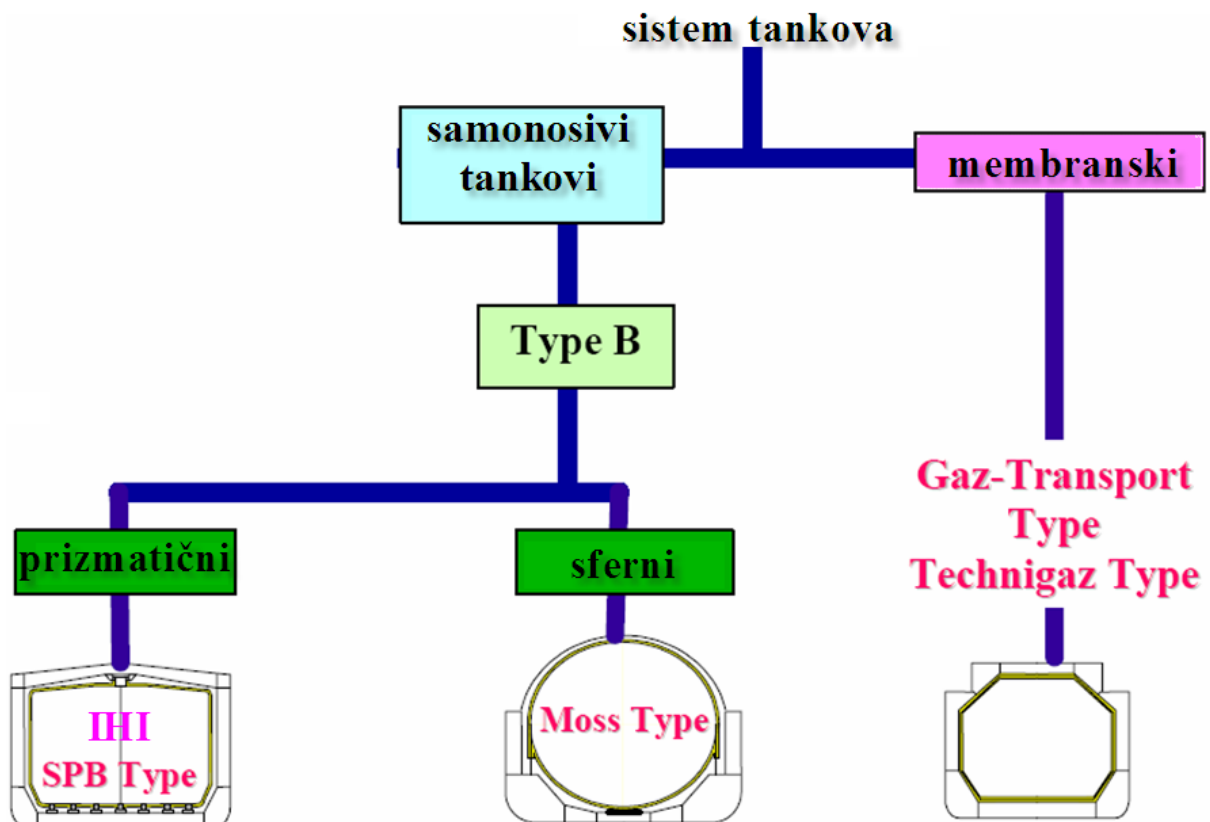 sistem tankova
samonosivi
tankovi
membranski
Type B
Gaz-Transport
Type
Technigaz Type
prizmatični
sferni
IHI
SPB Type
Moss Type